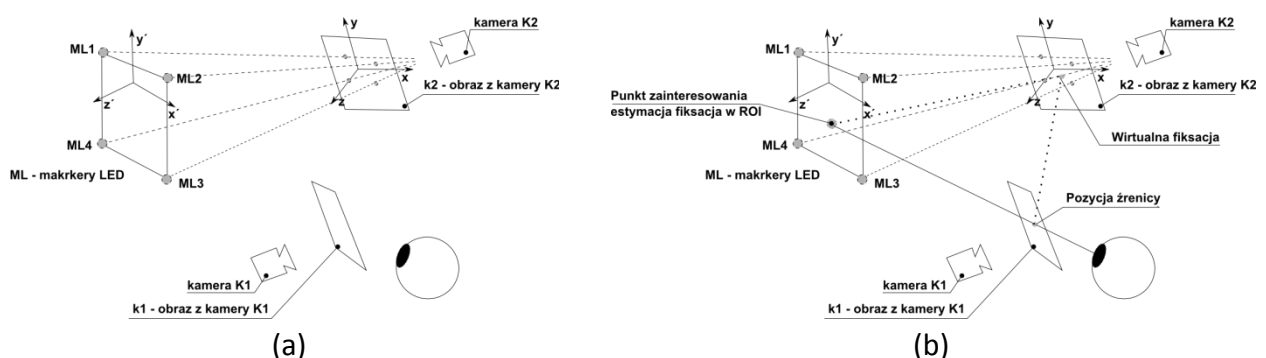 y
kamera K2
y´
ML1
ML2
x
z´
x´
z
k2 - obraz z kamery K2
ML4
ML - makrkery LED
ML3
kamera K1
k1 - obraz z kamery K1
(a)
y
kamera K2
y´
ML1
ML2
x
z´
x´
z
k2 - obraz z kamery K2
Punkt zainteresowania
estymacja fiksacja w ROI
Wirtualna fiksacja
ML4
ML - makrkery LED
ML3
Pozycja źrenicy
kamera K1
k1 - obraz z kamery K1
(b)